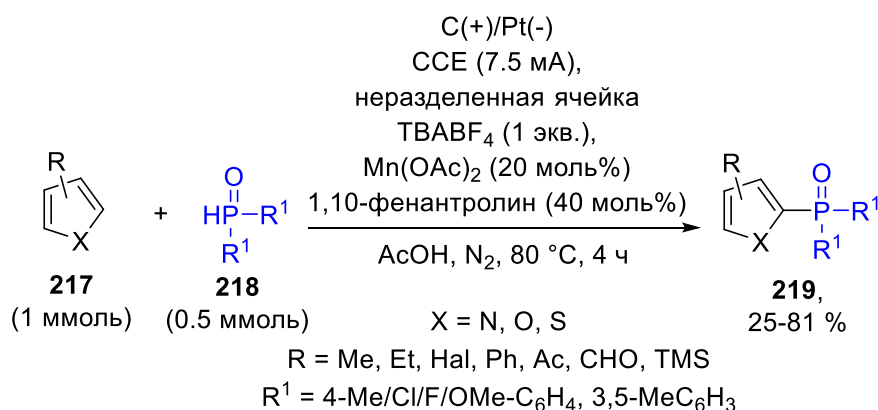 C(+)/Pt(-)
CCE (7.5 мА),
неразделенная ячейка
TBABF₄ (1 экв.),
Mn(OAc)₂ (20 моль%)
1,10-фенантролин (40 моль%)
AcOH, N₂, 80 °C, 4 ч
R
X
217
(1 ммоль)
+
O
HP
R¹
R¹
218
(0.5 ммоль)
R
X
O
P
R¹
R¹
219,
25-81 %
X = N, O, S
R = Me, Et, Hal, Ph, Ac, CHO, TMS
R¹ = 4-Me/Cl/F/OMe-C₆H₄, 3,5-MeC₆H₃